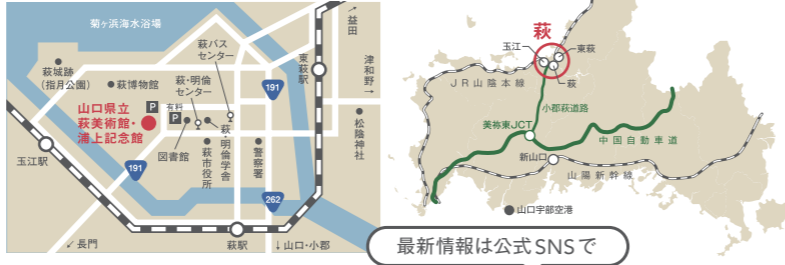 菊ヶ浜海水浴場
↗益田
萩バス
センター
東萩駅
津和野→
萩城跡
(指月公園)
萩博物館
萩・明倫
センター
191
P
有料
P
山口県立
萩美術館・
浦上記念館
図書館
萩市役所
萩・明倫学舎
警察署
松陰神社
玉江駅
191
262
萩駅
↙長門
↓山口・小郡
萩
玉江
東萩
萩
JR山陰本線
小郡萩道路
美祢東JCT
中国自動車道
新山口
山陽新幹線
山口宇部空港
最新情報は公式SNSで